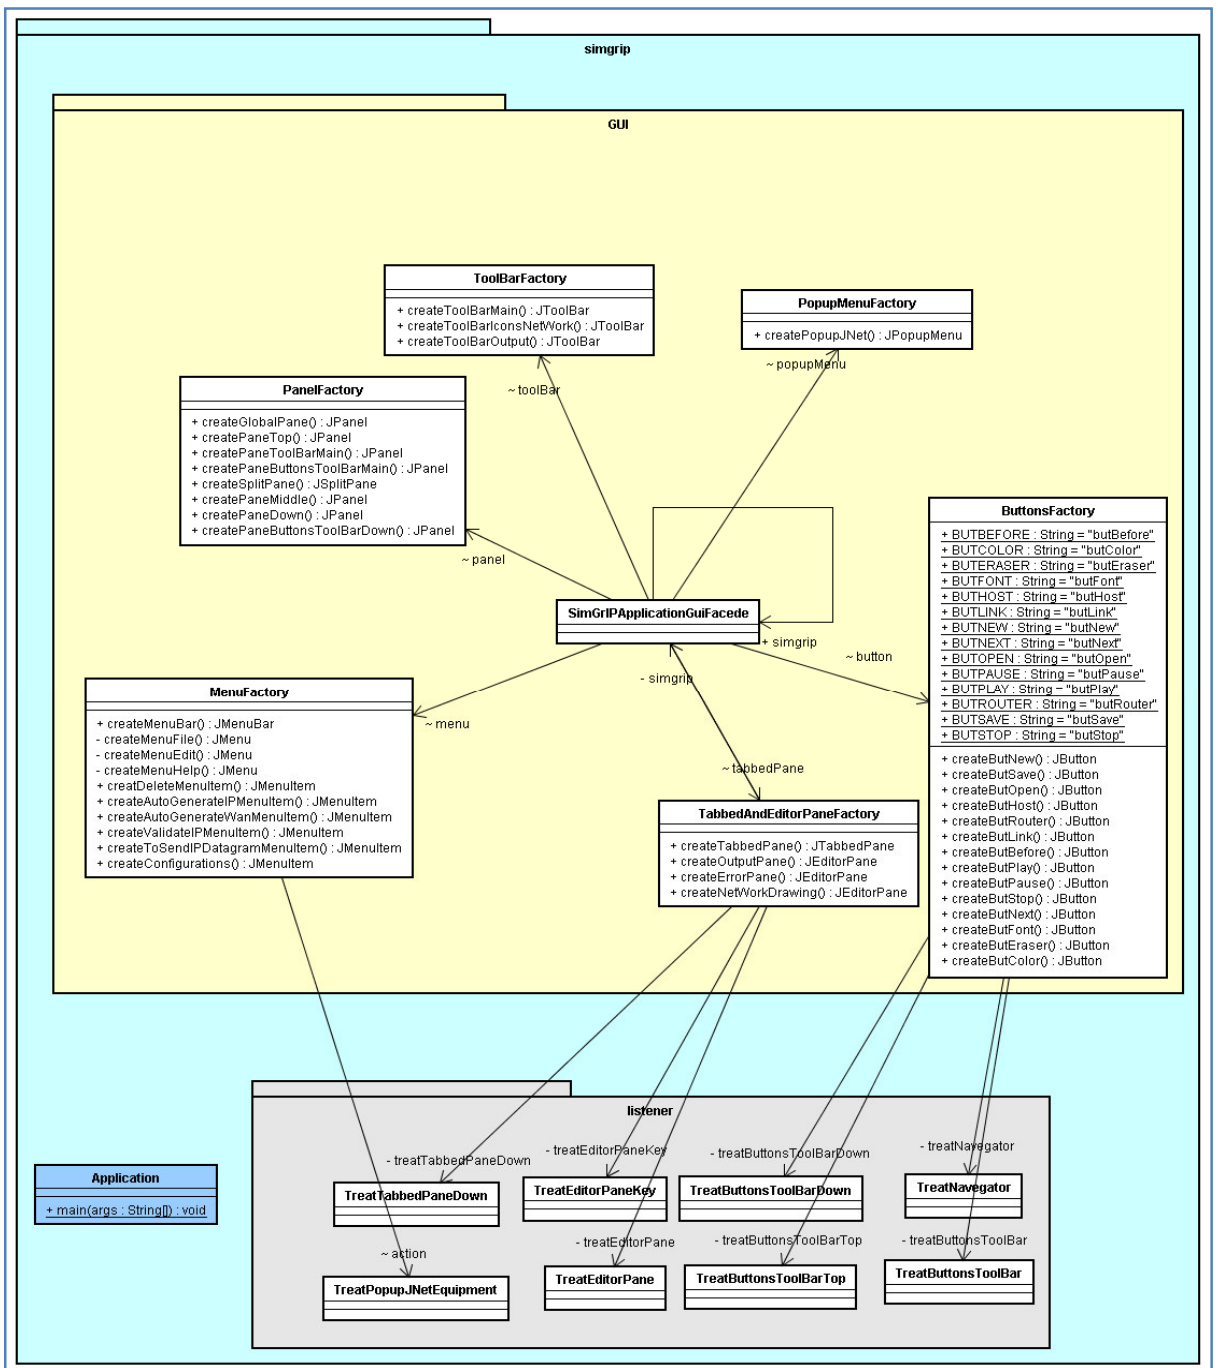 simgrip
GUI
ToolBarFactory
+ createToolBarMain() : JToolBar
+ createToolBarIconsNetWork() : JToolBar
+ createToolBarOutput() : JToolBar
PopupMenuFactory
+ createPopupJNet() : JPopupMenu
~ popupMenu
~ toolBar
PanelFactory
+ createGlobalPane() : JPanel
+ createPaneTop() : JPanel
+ createPaneToolBarMain() : JPanel
+ createPaneButtonsToolBarMain() : JPanel
+ createSplitPane() : JSplitPane
+ createPaneMiddle() : JPanel
+ createPaneDown() : JPanel
+ createPaneButtonsToolBarDown() : JPanel
~ panel
SimGrIPApplicationGuiFacede
+ simgrip
~ button
- simgrip
~ menu
~ tabbedPane
ButtonsFactory
+ BUTBEFORE : String = "butBefore"
+ BUTCOLOR : String = "butColor"
+ BUTERASER : String = "butEraser"
+ BUTFONT : String = "butFont"
+ BUTHOST : String = "butHost"
+ BUTLINK : String = "butLink"
+ BUTNEW : String = "butNew"
+ BUTNEXT : String = "butNext"
+ BUTOPEN : String = "butOpen"
+ BUTPAUSE : String = "butPause"
+ BUTPLAY : String = "butPlay"
+ BUTROUTER : String = "butRouter"
+ BUTSAVE : String = "butSave"
+ BUTSTOP : String = "butStop"
+ createButNew() : JButton
+ createButSave() : JButton
+ createButOpen() : JButton
+ createButHost() : JButton
+ createButRouter() : JButton
+ createButLink() : JButton
+ createButBefore() : JButton
+ createButPlay() : JButton
+ createButPause() : JButton
+ createButStop() : JButton
+ createButNext() : JButton
+ createButFont() : JButton
+ createButEraser() : JButton
+ createButColor() : JButton
MenuFactory
+ createMenuBar() : JMenuBar
- createMenuFile() : JMenu
- createMenuEdit() : JMenu
- createMenuHelp() : JMenu
+ creatDeleteMenuItem() : JMenuItem
+ createAutoGenerateIPMenuItem() : JMenuItem
+ createAutoGenerateWanMenuItem() : JMenuItem
+ createValidateIPMenuItem() : JMenuItem
+ createToSendIPDatagramMenuItem() : JMenuItem
+ createConfigurations() : JMenuItem
TabbedAndEditorPaneFactory
+ createTabbedPane() : JTabbedPane
+ createOutputPane() : JEditorPane
+ createErrorPane() : JEditorPane
+ createNetWorkDrawing() : JEditorPane
listener
- treatTabbedPaneDown
- treatEditorPaneKey
- treatButtonsToolBarDown
- treatNavegator
TreatTabbedPaneDown
TreatEditorPaneKey
TreatButtonsToolBarDown
TreatNavegator
~ action
- treatEditorPane
- treatButtonsToolBarTop
- treatButtonsToolBar
TreatPopupJNetEquipment
TreatEditorPane
TreatButtonsToolBarTop
TreatButtonsToolBar
Application
+ main(args : String[]) : void